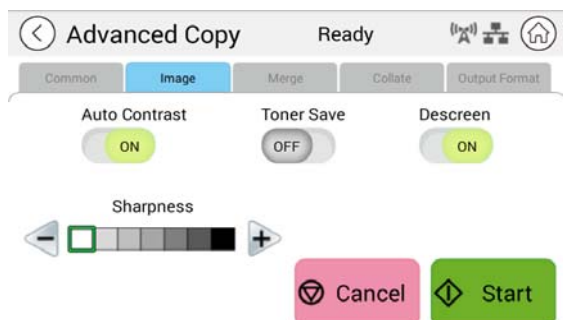 Advanced Copy Ready
Common Image Merge Collate Output Format
Auto Contrast Toner Save Descreen
ON OFF ON
Sharpness
- +
Cancel Start